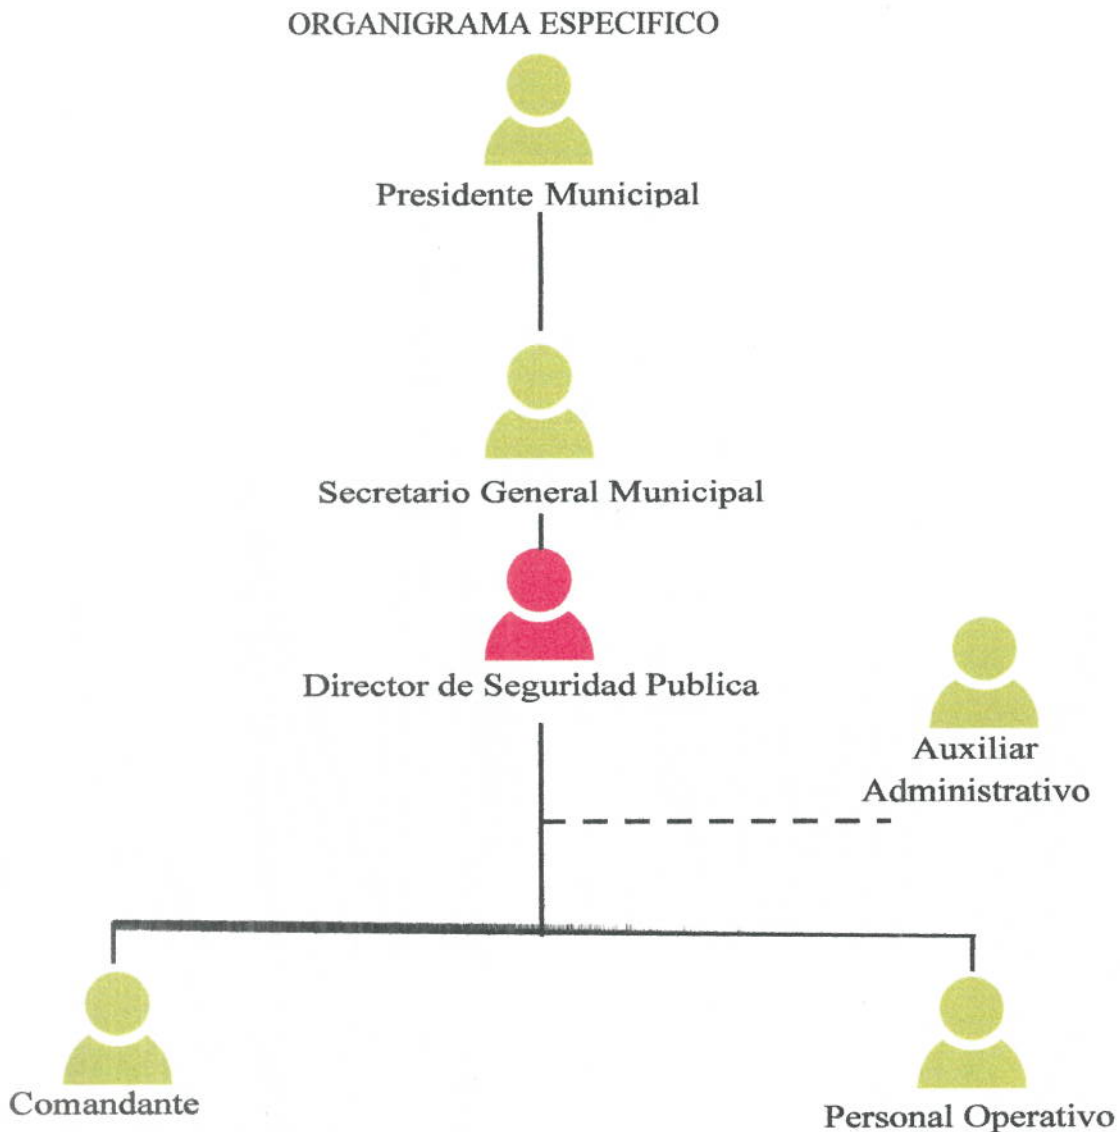 ORGANIGRAMA ESPECIFICO
Presidente Municipal
Secretario General Municipal
Director de Seguridad Publica
Auxiliar
Administrativo
Comandante
Personal Operativo